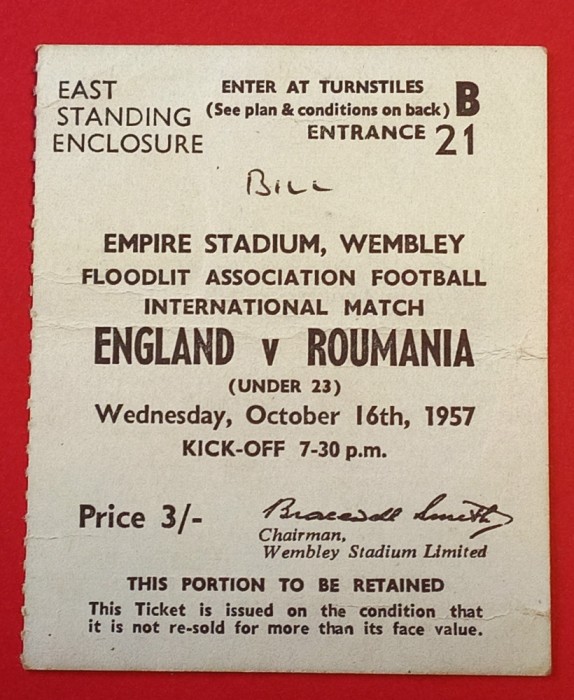 EAST
STANDING
ENCLOSURE
ENTER AT TURNSTILES B
(See plan & conditions on back)
ENTRANCE 21
BILL
EMPIRE STADIUM, WEMBLEY
FLOODLIT ASSOCIATION FOOTBALL
INTERNATIONAL MATCH
ENGLAND v ROUMANIA
(UNDER 23)
Wednesday, October 16th, 1957
KICK-OFF 7-30 p.m.
Price 3/-
Bracewell Smith
Chairman,
Wembley Stadium Limited
THIS PORTION TO BE RETAINED
This Ticket is issued on the condition that
it is not re-sold for more than its face value.